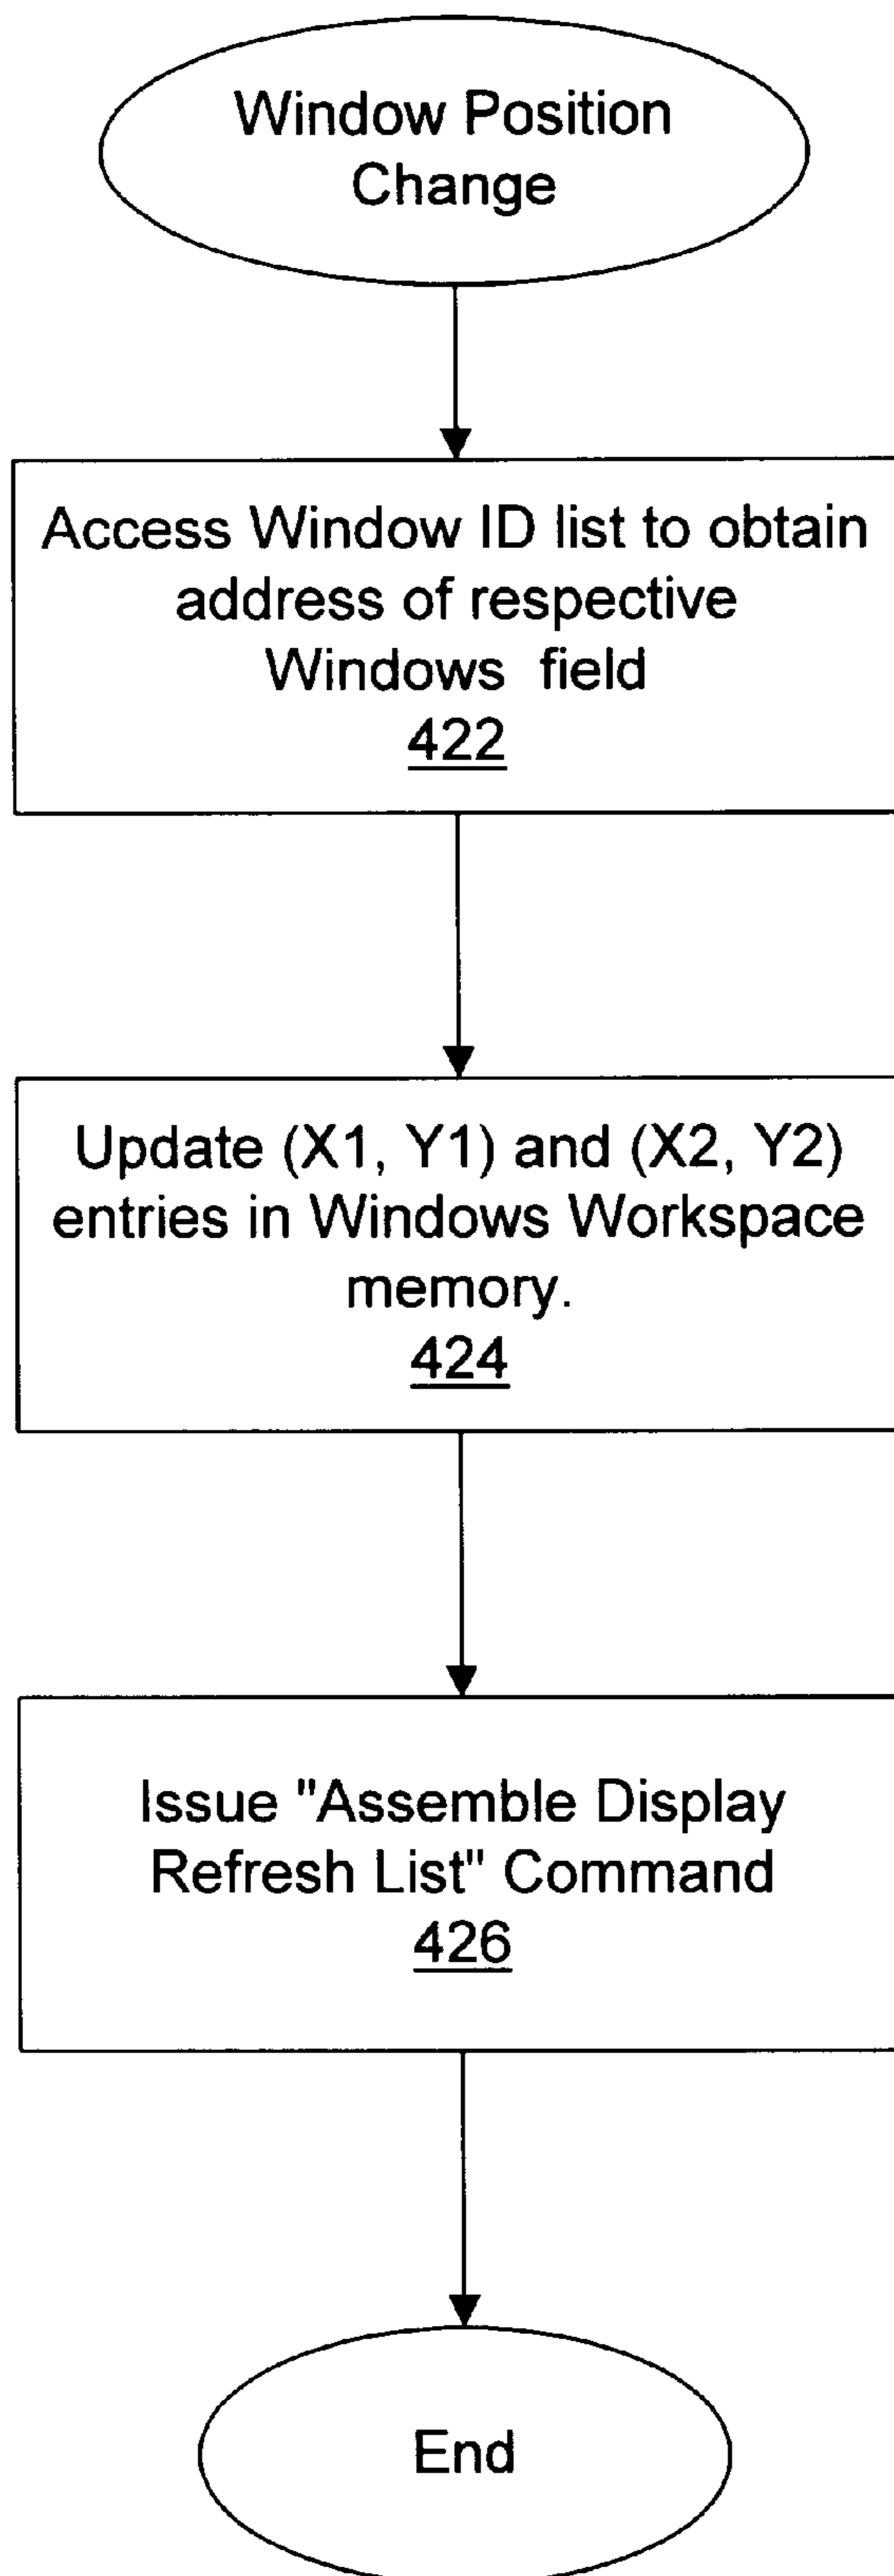 Window Position
Change
Access Window ID list to obtain
address of respective
Windows field
422
Update (X1, Y1) and (X2, Y2)
entries in Windows Workspace
memory.
424
Issue "Assemble Display
Refresh List" Command
426
End